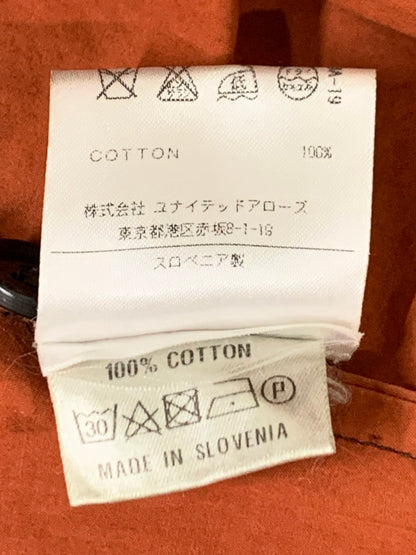 A-19
COTTON 100%
株式会社 ユナイテッドアローズ
東京都港区赤坂8-1-19
スロベニア製
100% COTTON
30 P
MADE IN SLOVENIA